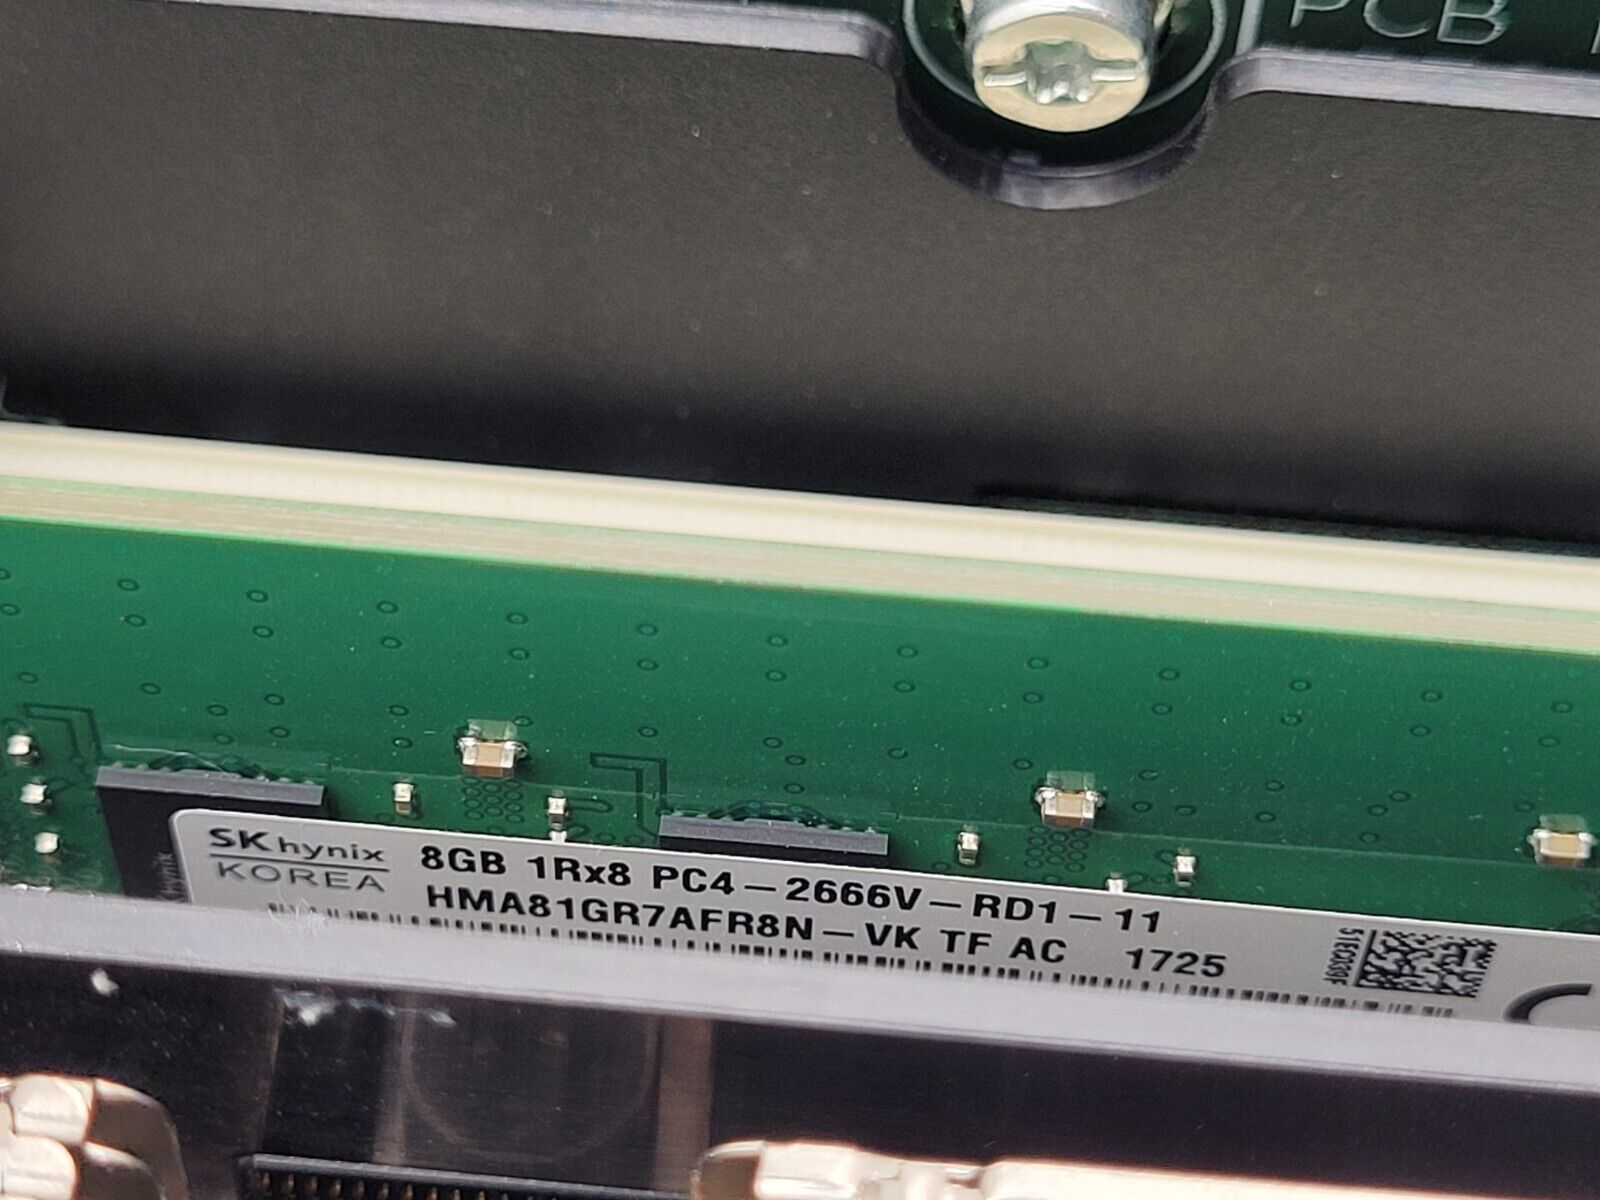 PCB
SK hynix
KOREA
8GB 1Rx8 PC4-2666V-RD1-11
HMA81GR7AFR8N-VK TF AC 1725